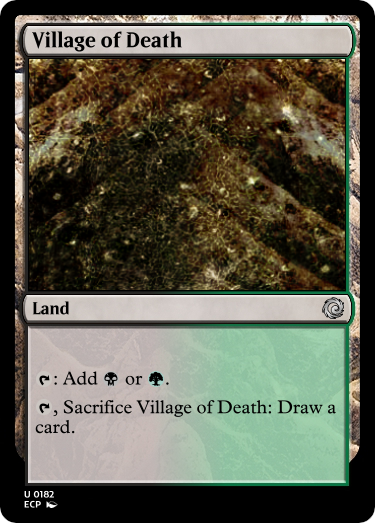 Village of Death
Land
: Add or .
, Sacrifice Village of Death: Draw a
card.
U 0182
ECP